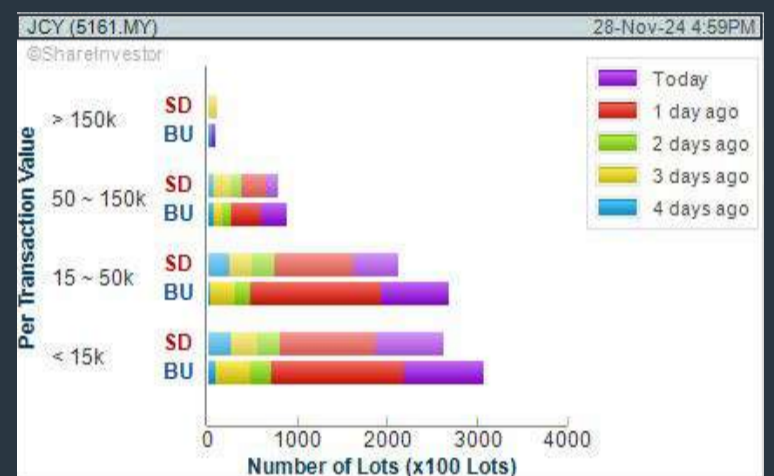 JCY (5161.MY) 28-Nov-24 4:59PM
©ShareInvestor
Today
1 day ago
2 days ago
3 days ago
4 days ago
Per Transaction Value
> 150k
SD
BU
50 ~ 150k
SD
BU
15 ~ 50k
SD
BU
< 15k
SD
BU
0 1000 2000 3000 4000
Number of Lots (x100 Lots)